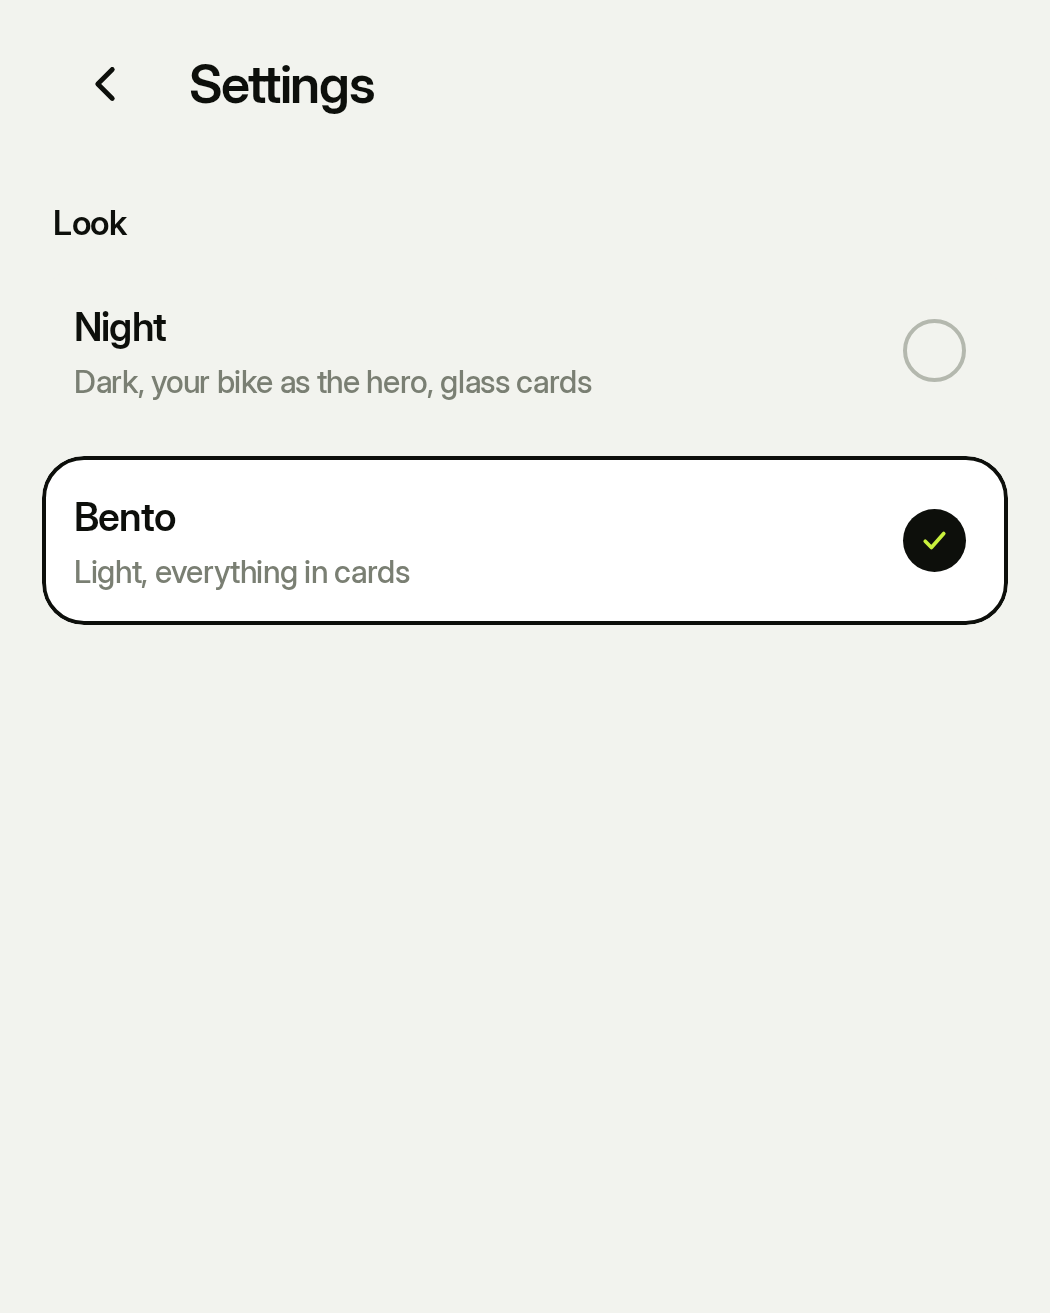 Settings
Look
Night
Dark, your bike as the hero, glass cards
Bento
Light, everything in cards